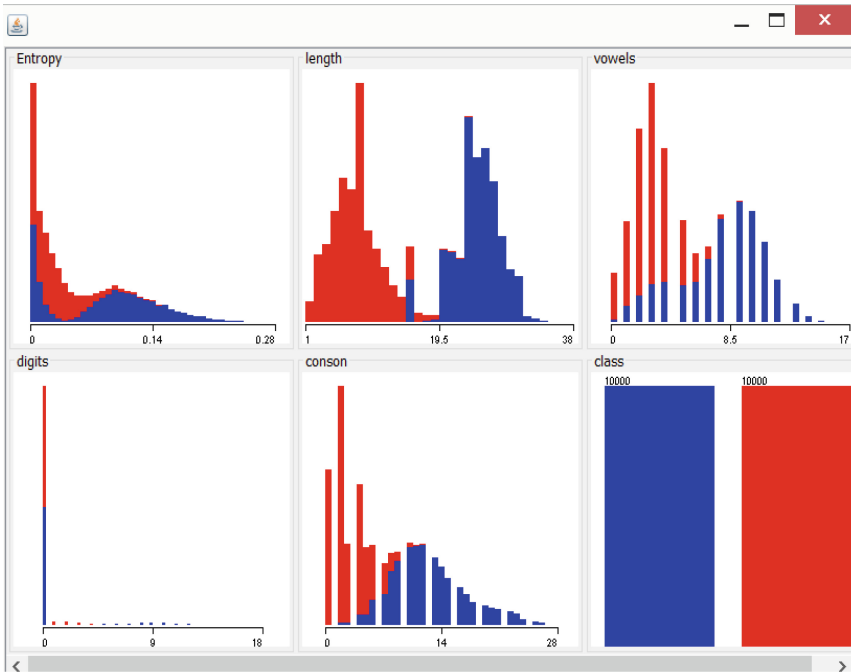 Entropy length vowels
0 0.14 0.28 1 19.5 38 0 8.5 17
digits conson class
10000 10000
0 9 18 0 14 28